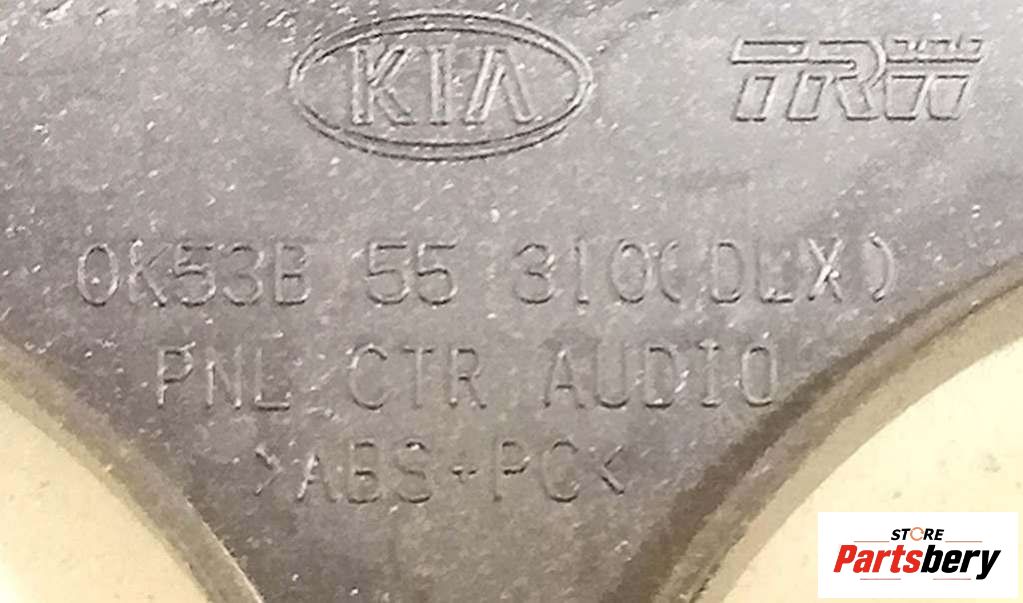 KIA TRW
0K53B 55 310(DLX)
PNL CTR AUDIO
>ABS+PC<
STORE
Partsbery